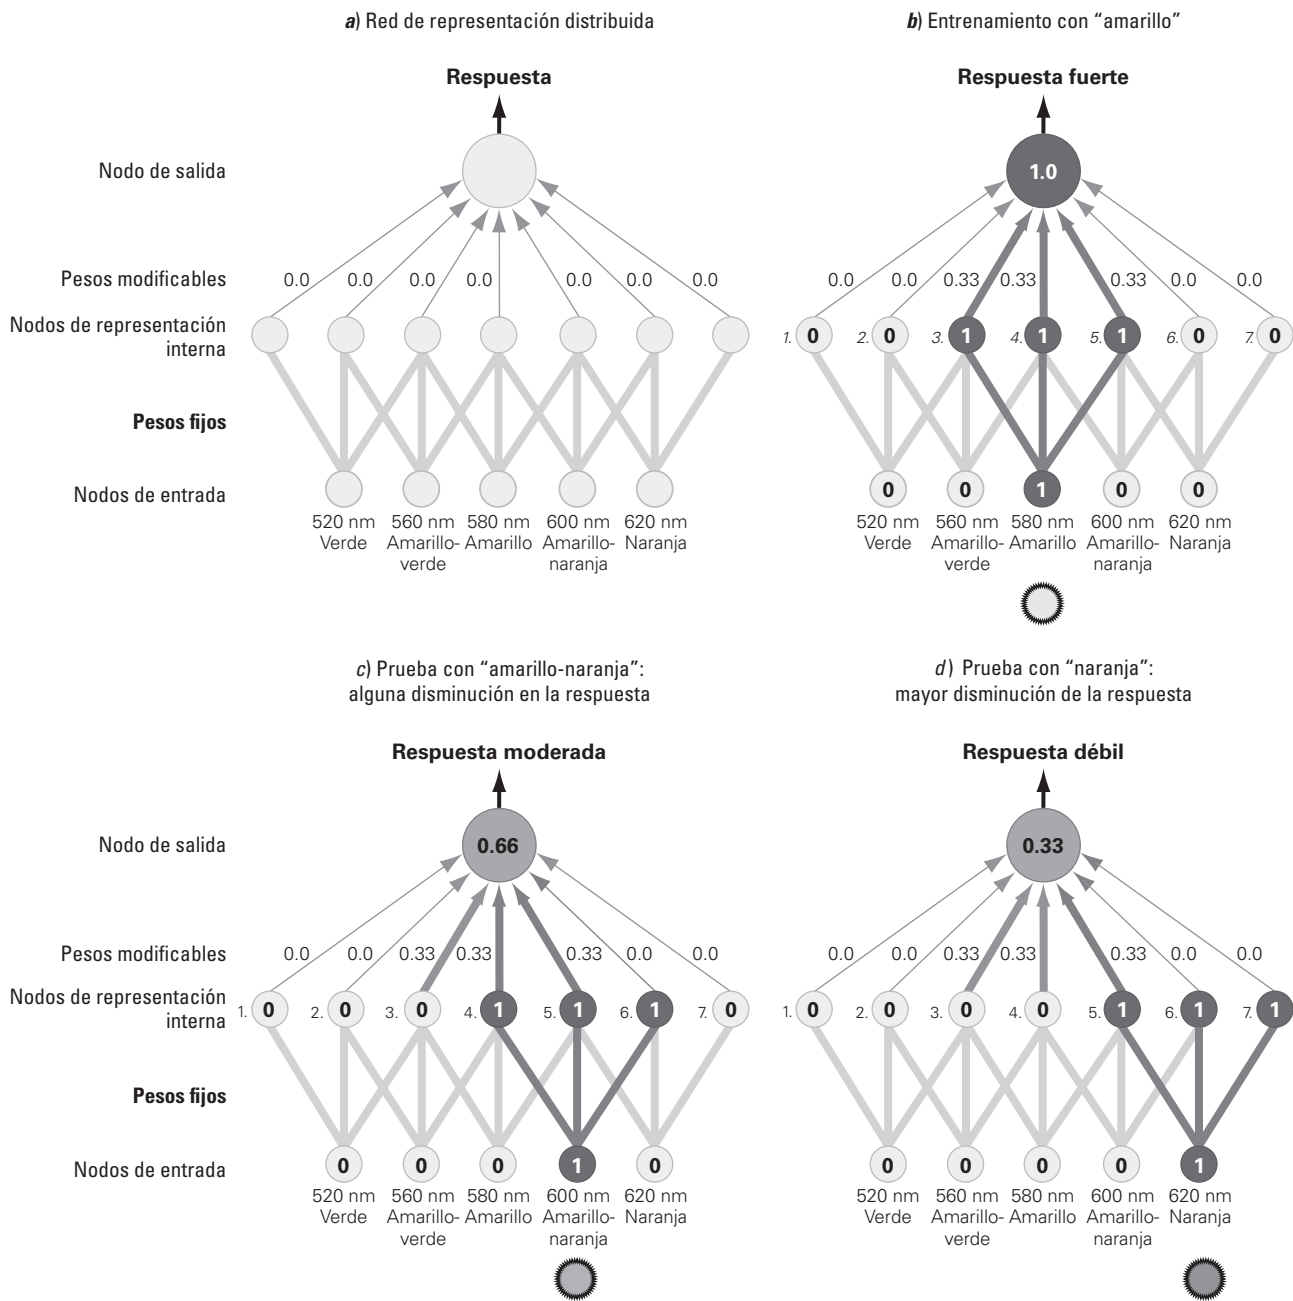 a) Red de representación distribuida
Respuesta
Nodo de salida
Pesos modificables
0.0 0.0 0.0 0.0 0.0 0.0 0.0
Nodos de representación
interna
Pesos fijos
Nodos de entrada
520 nm 560 nm 580 nm 600 nm 620 nm
Verde Amarillo- Amarillo Amarillo- Naranja
verde naranja
b) Entrenamiento con “amarillo”
Respuesta fuerte
1.0
0.0 0.0 0.33 0.33 0.33 0.0 0.0
1. 0 2. 0 3. 1 4. 1 5. 1 6. 0 7. 0
0 0 1 0 0
520 nm 560 nm 580 nm 600 nm 620 nm
Verde Amarillo- Amarillo Amarillo- Naranja
verde naranja
c) Prueba con “amarillo-naranja”:
alguna disminución en la respuesta
Respuesta moderada
Nodo de salida
0.66
Pesos modificables
0.0 0.0 0.33 0.33 0.33 0.0 0.0
Nodos de representación
interna
1. 0 2. 0 3. 0 4. 1 5. 1 6. 1 7. 0
Pesos fijos
Nodos de entrada
0 0 0 1 0
520 nm 560 nm 580 nm 600 nm 620 nm
Verde Amarillo- Amarillo Amarillo- Naranja
verde naranja
d) Prueba con “naranja”:
mayor disminución de la respuesta
Respuesta débil
0.33
0.0 0.0 0.33 0.33 0.33 0.0 0.0
1. 0 2. 0 3. 0 4. 0 5. 1 6. 1 7. 1
0 0 0 0 1
520 nm 560 nm 580 nm 600 nm 620 nm
Verde Amarillo- Amarillo Amarillo- Naranja
verde naranja